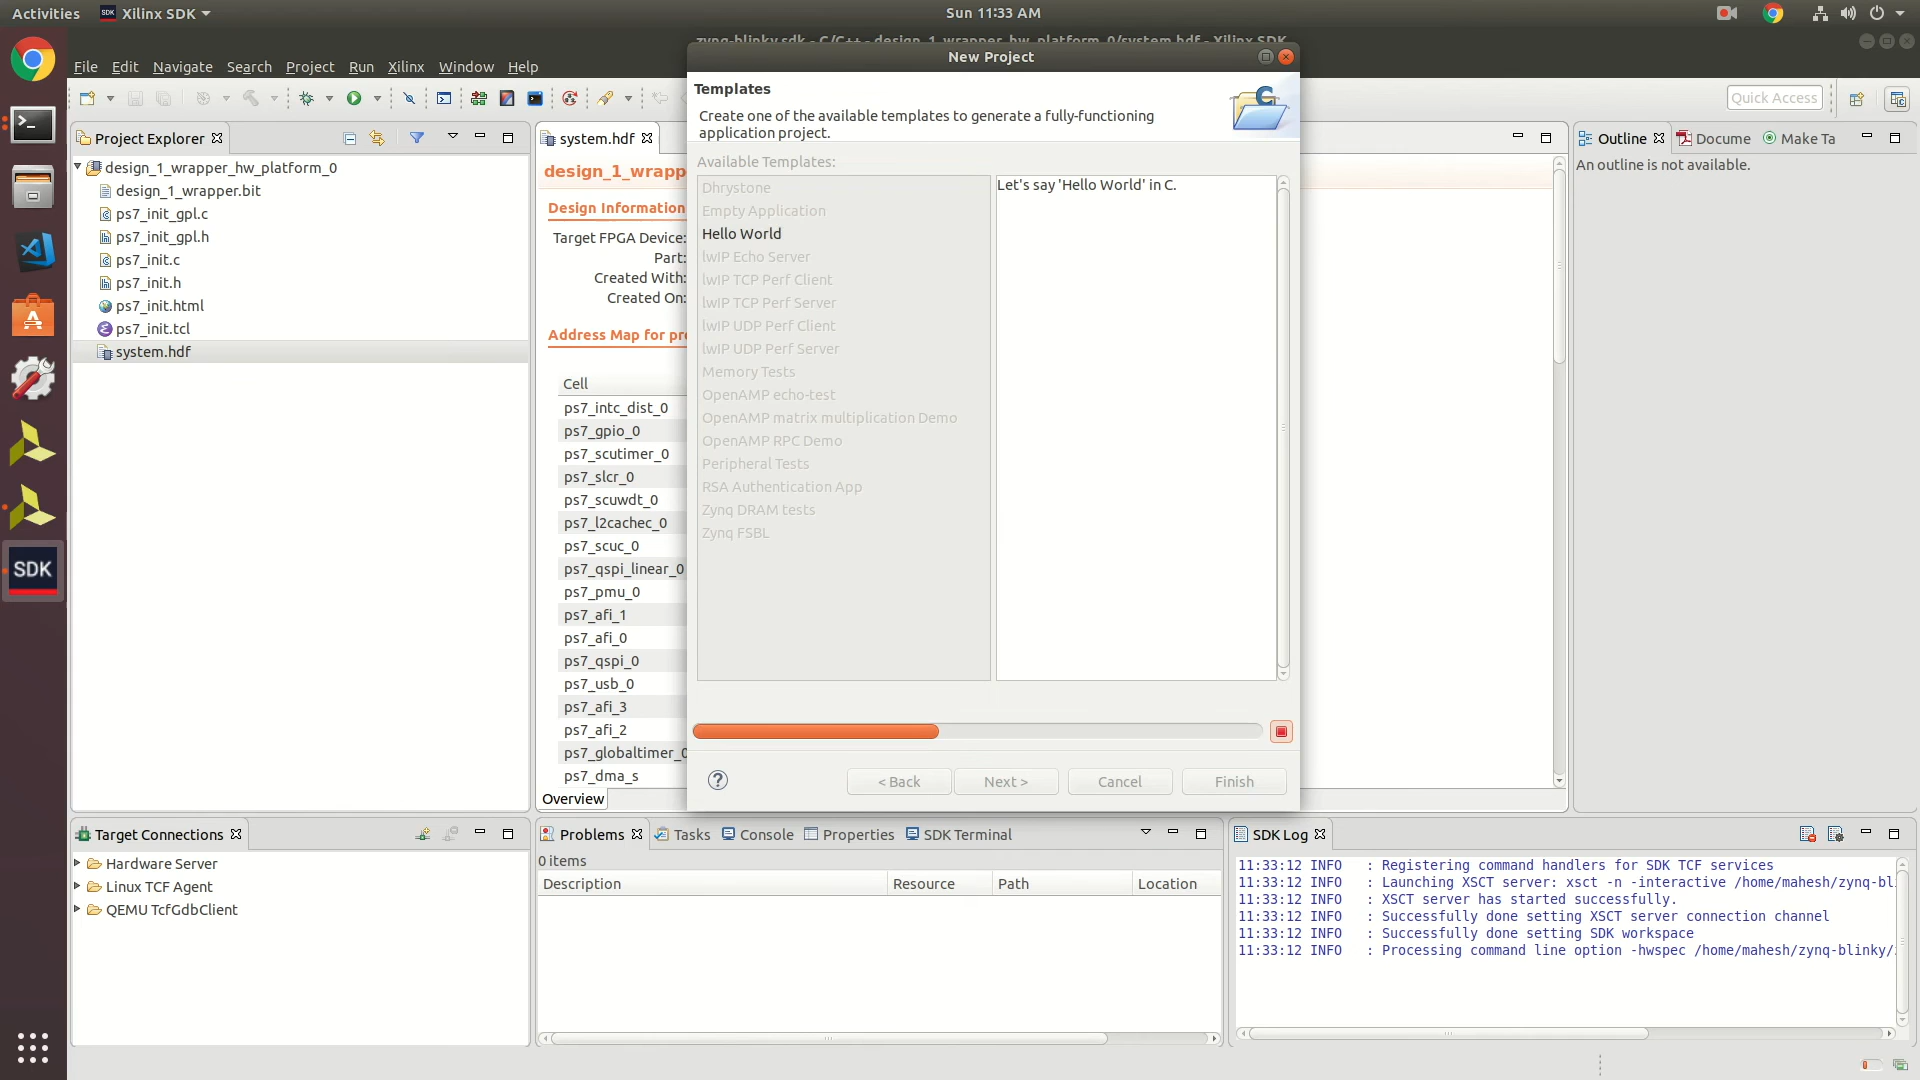 Activities
SDK
Xilinx SDK
Sun 11:33 AM
zynq-blinky.sdk - C/C++ - design_1_wrapper_hw_platform_0/system.hdf - Xilinx SDK
File Edit Navigate Search Project Run Xilinx Window Help
New Project
Quick Access
Templates
Create one of the available templates to generate a fully-functioning
application project.
Available Templates:
Dhrystone
Empty Application
Hello World
lwIP Echo Server
lwIP TCP Perf Client
lwIP TCP Perf Server
lwIP UDP Perf Client
lwIP UDP Perf Server
Memory Tests
OpenAMP echo-test
OpenAMP matrix multiplication Demo
OpenAMP RPC Demo
Peripheral Tests
RSA Authentication App
Zynq DRAM tests
Zynq FSBL
Let's say 'Hello World' in C.
< Back
Next >
Cancel
Finish
Project Explorer
design_1_wrapper_hw_platform_0
design_1_wrapper.bit
ps7_init_gpl.c
ps7_init_gpl.h
ps7_init.c
ps7_init.h
ps7_init.html
ps7_init.tcl
system.hdf
system.hdf
design_1_wrapp
Design Information
Target FPGA Device:
Part:
Created With:
Created On:
Address Map for pr
Cell
ps7_intc_dist_0
ps7_gpio_0
ps7_scutimer_0
ps7_slcr_0
ps7_scuwdt_0
ps7_l2cachec_0
ps7_scuc_0
ps7_qspi_linear_0
ps7_pmu_0
ps7_afi_1
ps7_afi_0
ps7_qspi_0
ps7_usb_0
ps7_afi_3
ps7_afi_2
ps7_globaltimer_0
ps7_dma_s
Overview
Outline
Docume
Make Ta
An outline is not available.
SDK
Target Connections
Hardware Server
Linux TCF Agent
QEMU TcfGdbClient
Problems
Tasks
Console
Properties
SDK Terminal
0 items
Description Resource Path Location
SDK Log
11:33:12 INFO : Registering command handlers for SDK TCF services
11:33:12 INFO : Launching XSCT server: xsct -n -interactive /home/mahesh/zynq-bli
11:33:12 INFO : XSCT server has started successfully.
11:33:12 INFO : Successfully done setting XSCT server connection channel
11:33:12 INFO : Successfully done setting SDK workspace
11:33:12 INFO : Processing command line option -hwspec /home/mahesh/zynq-blinky/